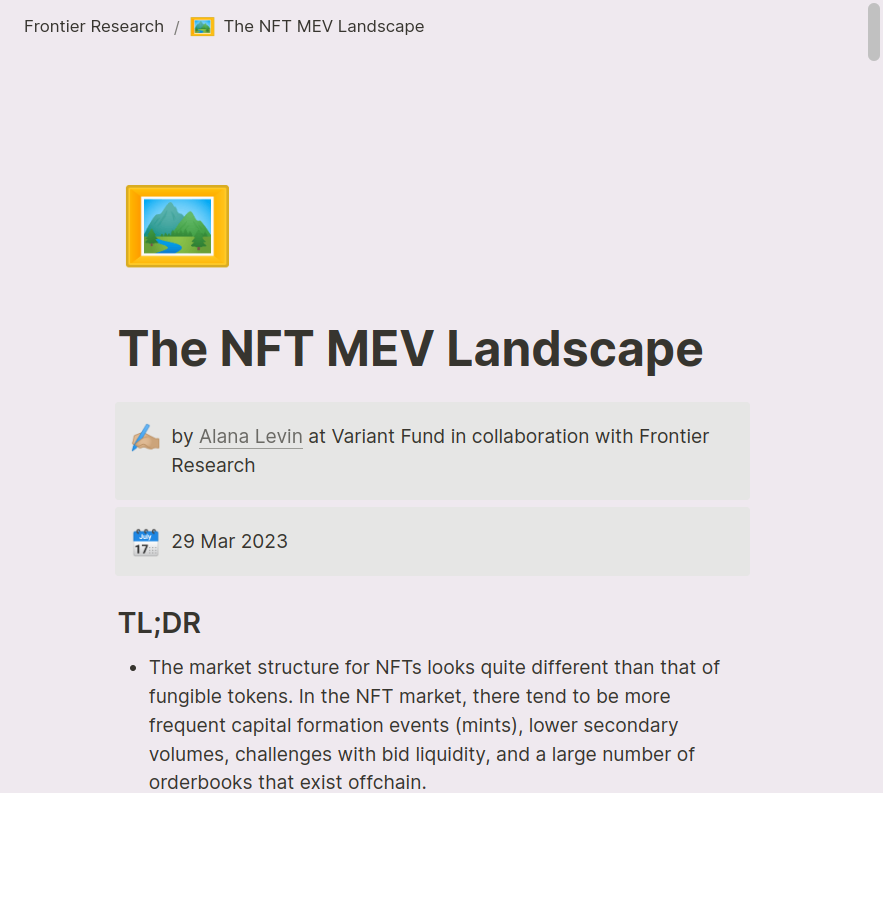 Frontier Research / The NFT MEV Landscape
The NFT MEV Landscape
by Alana Levin at Variant Fund in collaboration with Frontier
Research
July
17
29 Mar 2023
TL;DR
• The market structure for NFTs looks quite different than that of
fungible tokens. In the NFT market, there tend to be more
frequent capital formation events (mints), lower secondary
volumes, challenges with bid liquidity, and a large number of
orderbooks that exist offchain.